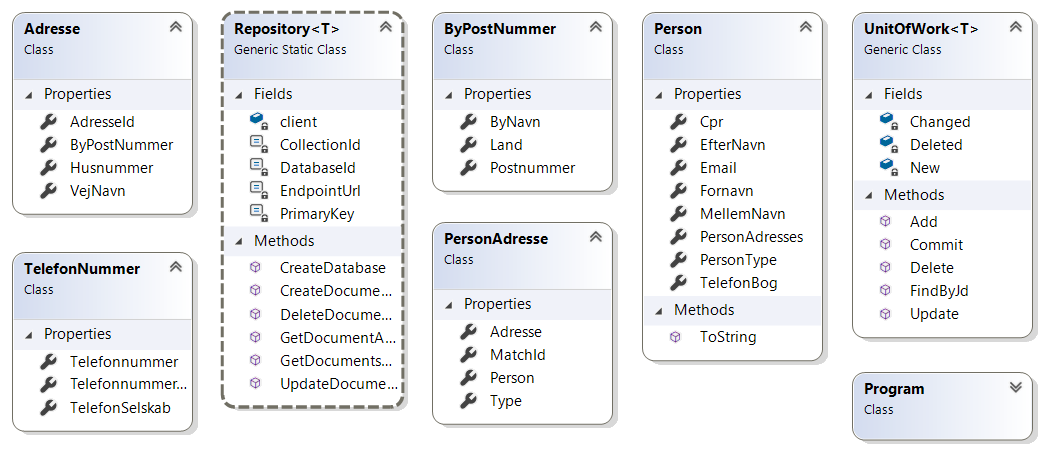 Adresse
Class
Properties
AdresseId
ByPostNummer
Husnummer
VejNavn
TelefonNummer
Class
Properties
Telefonnummer
Telefonnummer...
TelefonSelskab
Repository<T>
Generic Static Class
Fields
client
CollectionId
DatabaseId
EndpointUrl
PrimaryKey
Methods
CreateDatabase
CreateDocume...
DeleteDocume...
GetDocumentA...
GetDocuments...
UpdateDocume...
ByPostNummer
Class
Properties
ByNavn
Land
Postnummer
PersonAdresse
Class
Properties
Adresse
MatchId
Person
Type
Person
Class
Properties
Cpr
EfterNavn
Email
Fornavn
MellemNavn
PersonAdresses
PersonType
TelefonBog
Methods
ToString
UnitOfWork<T>
Generic Class
Fields
Changed
Deleted
New
Methods
Add
Commit
Delete
FindById
Update
Program
Class